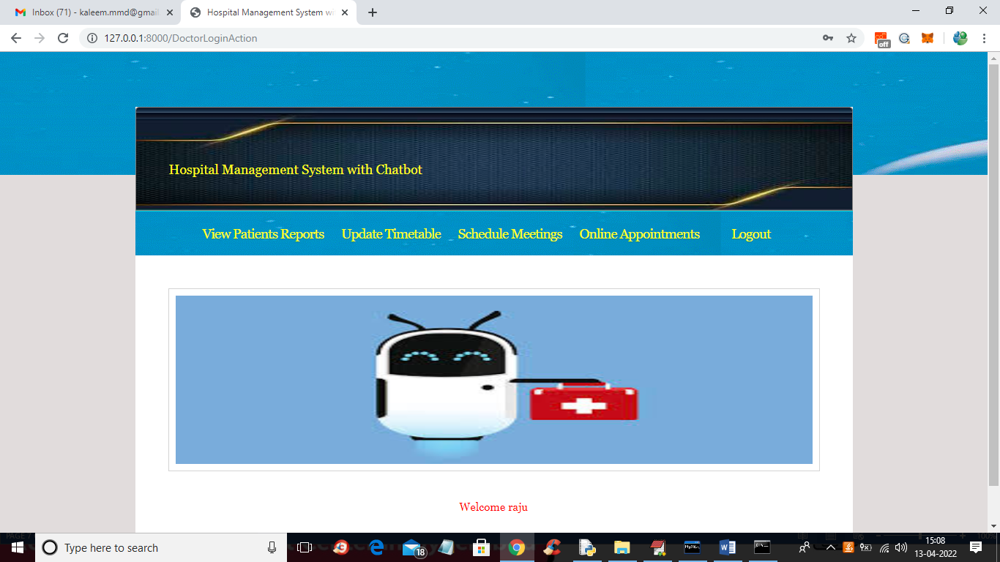 Inbox (71) - kaleem.mmd@gmail
Hospital Management System wi
127.0.0.1:8000/DoctorLoginAction
off
Hospital Management System with Chatbot
View Patients Reports Update Timetable Schedule Meetings Online Appointments Logout
Welcome raju
Type here to search
18
15:08
13-04-2022